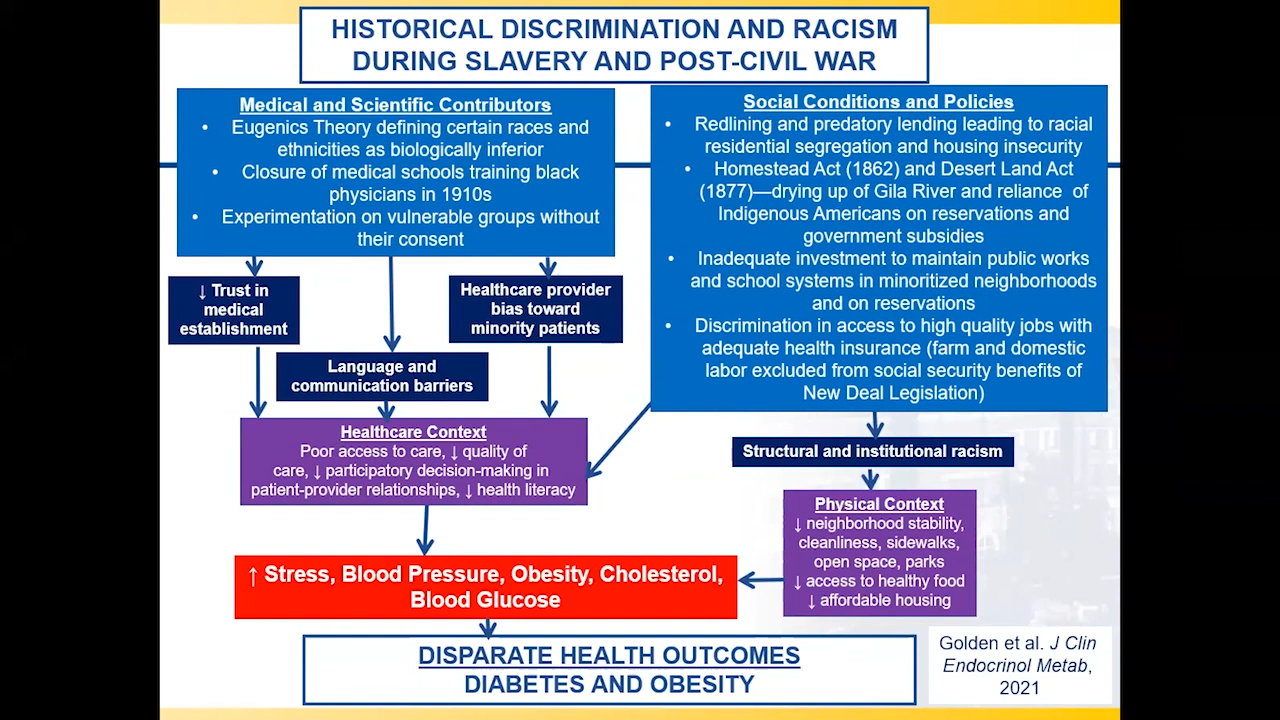 HISTORICAL DISCRIMINATION AND RACISM
DURING SLAVERY AND POST-CIVIL WAR
Medical and Scientific Contributors
• Eugenics Theory defining certain races and
ethnicities as biologically inferior
• Closure of medical schools training black
physicians in 1910s
• Experimentation on vulnerable groups without
their consent
Social Conditions and Policies
• Redlining and predatory lending leading to racial
residential segregation and housing insecurity
• Homestead Act (1862) and Desert Land Act
(1877)—drying up of Gila River and reliance of
Indigenous Americans on reservations and
government subsidies
• Inadequate investment to maintain public works
and school systems in minoritized neighborhoods
and on reservations
• Discrimination in access to high quality jobs with
adequate health insurance (farm and domestic
labor excluded from social security benefits of
New Deal Legislation)
↓ Trust in
medical
establishment
Healthcare provider
bias toward
minority patients
Language and
communication barriers
Healthcare Context
Poor access to care, ↓ quality of
care, ↓ participatory decision-making in
patient-provider relationships, ↓ health literacy
Structural and institutional racism
Physical Context
↓ neighborhood stability,
cleanliness, sidewalks,
open space, parks
↓ access to healthy food
↓ affordable housing
↑ Stress, Blood Pressure, Obesity, Cholesterol,
Blood Glucose
DISPARATE HEALTH OUTCOMES
DIABETES AND OBESITY
Golden et al. J Clin
Endocrinol Metab,
2021